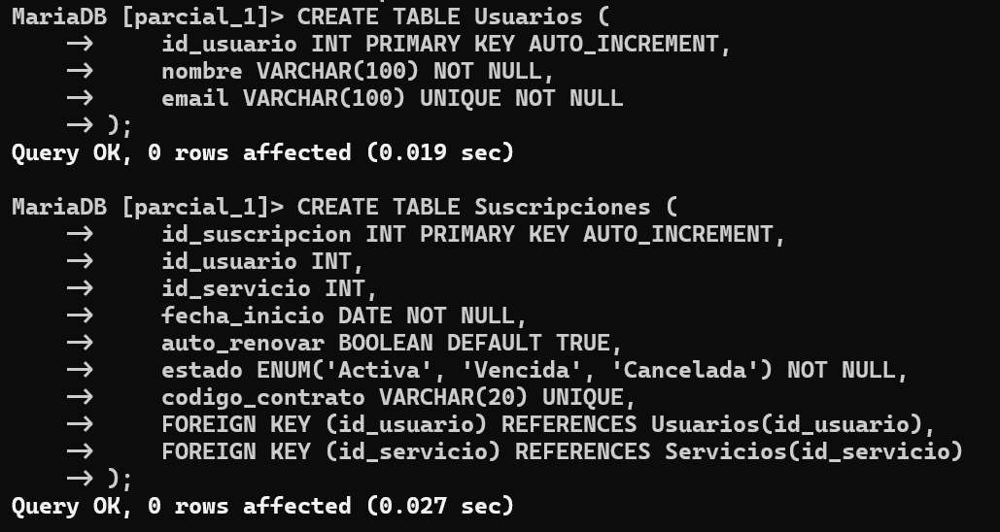 MariaDB [parcial_1]> CREATE TABLE Usuarios (
    ->     id_usuario INT PRIMARY KEY AUTO_INCREMENT,
    ->     nombre VARCHAR(100) NOT NULL,
    ->     email VARCHAR(100) UNIQUE NOT NULL
    -> );
Query OK, 0 rows affected (0.019 sec)

MariaDB [parcial_1]> CREATE TABLE Suscripciones (
    ->     id_suscripcion INT PRIMARY KEY AUTO_INCREMENT,
    ->     id_usuario INT,
    ->     id_servicio INT,
    ->     fecha_inicio DATE NOT NULL,
    ->     auto_renovar BOOLEAN DEFAULT TRUE,
    ->     estado ENUM('Activa', 'Vencida', 'Cancelada') NOT NULL,
    ->     codigo_contrato VARCHAR(20) UNIQUE,
    ->     FOREIGN KEY (id_usuario) REFERENCES Usuarios(id_usuario),
    ->     FOREIGN KEY (id_servicio) REFERENCES Servicios(id_servicio)
    -> );
Query OK, 0 rows affected (0.027 sec)